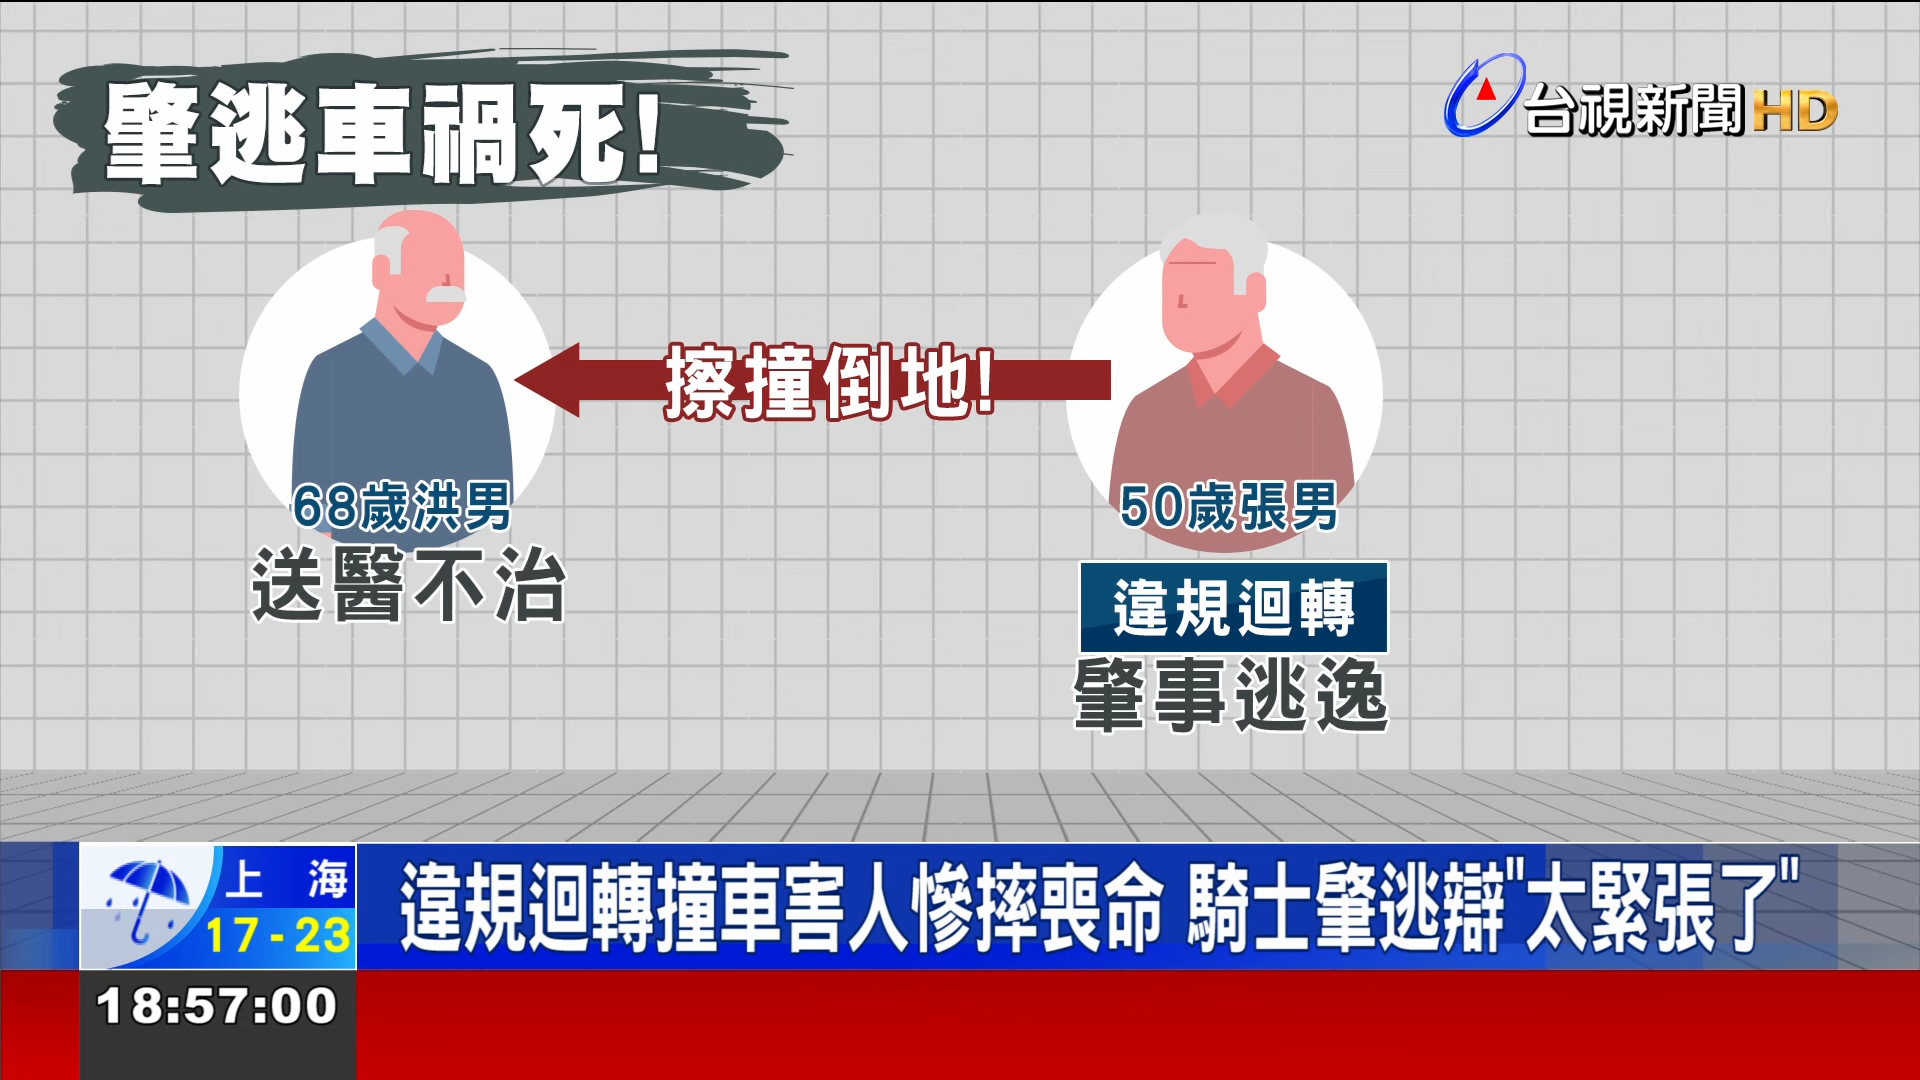 肇逃車禍死!
台視新聞HD
擦撞倒地!
68歲洪男
送醫不治
50歲張男
違規迴轉
肇事逃逸
上 海
17-23
違規迴轉撞車害人慘摔喪命 騎士肇逃辯"太緊張了"
18:57:00